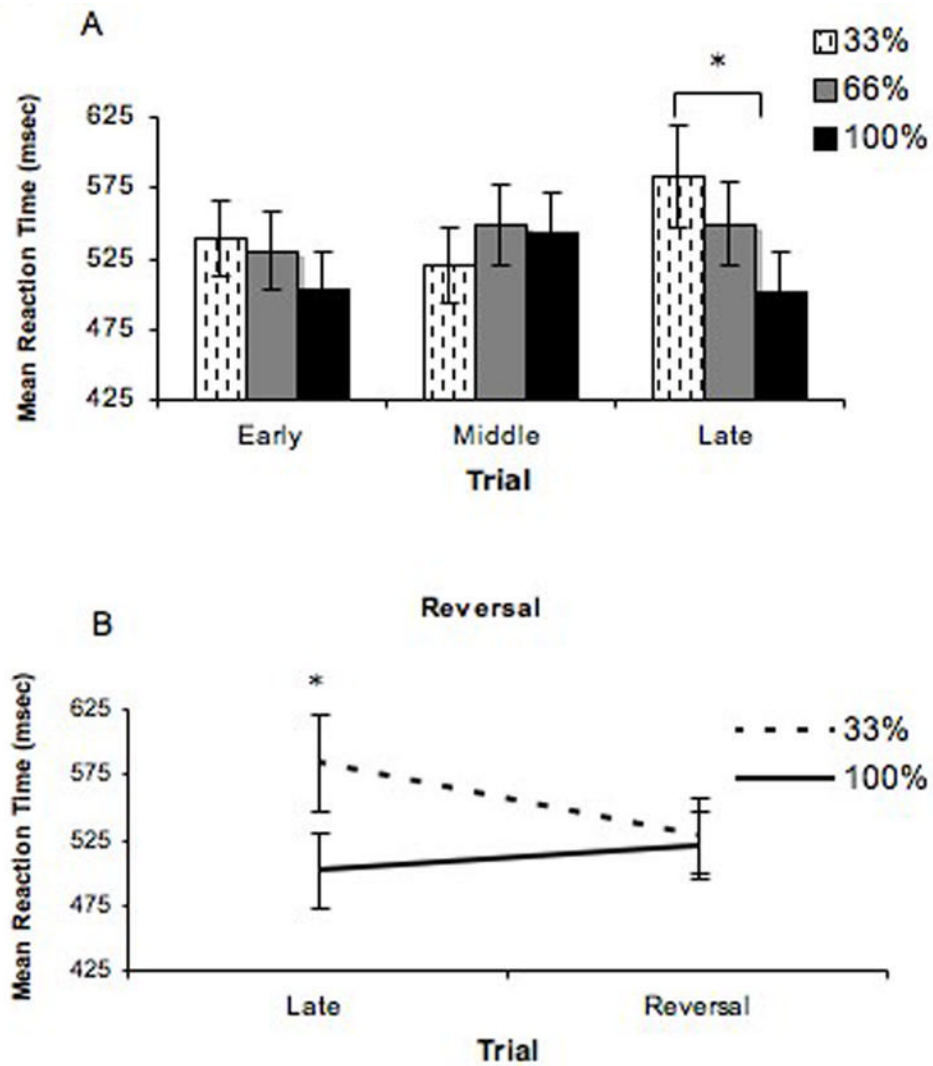 A
*
33%
66%
100%
Mean Reaction Time (msec)
625
575
525
475
425
Early Middle Late
Trial
Reversal
B
*
33%
100%
Mean Reaction Time (msec)
625
575
525
475
425
Late Reversal
Trial